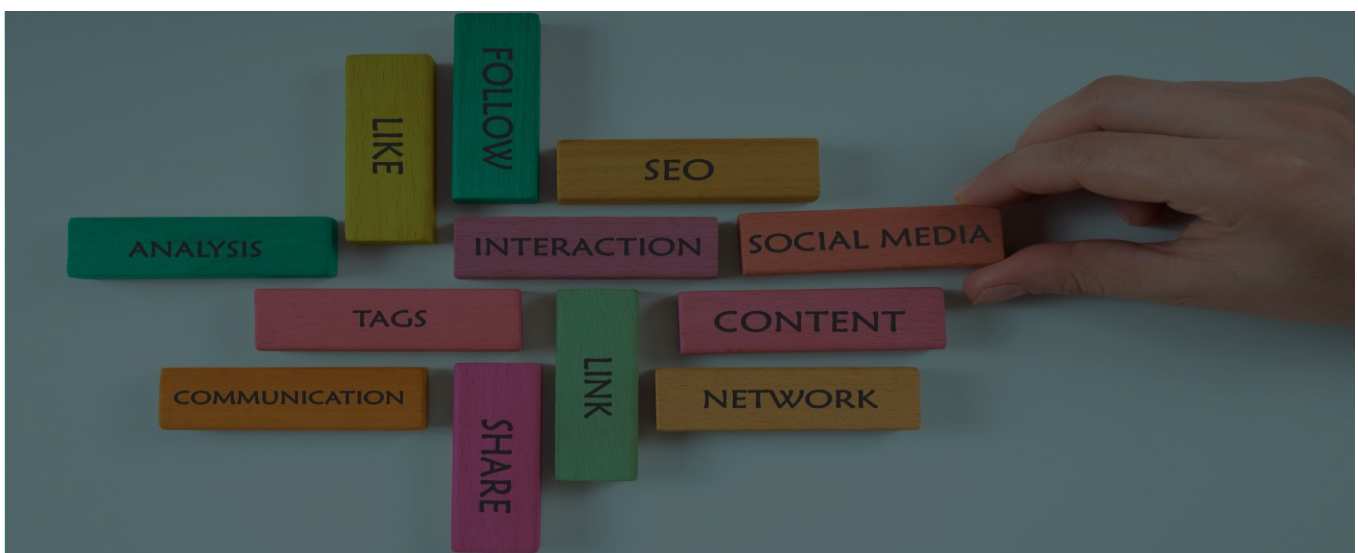 FOLLOW
LIKE
SEO
ANALYSIS
INTERACTION
SOCIAL MEDIA
TAGS
CONTENT
LINK
COMMUNICATION
NETWORK
SHARE